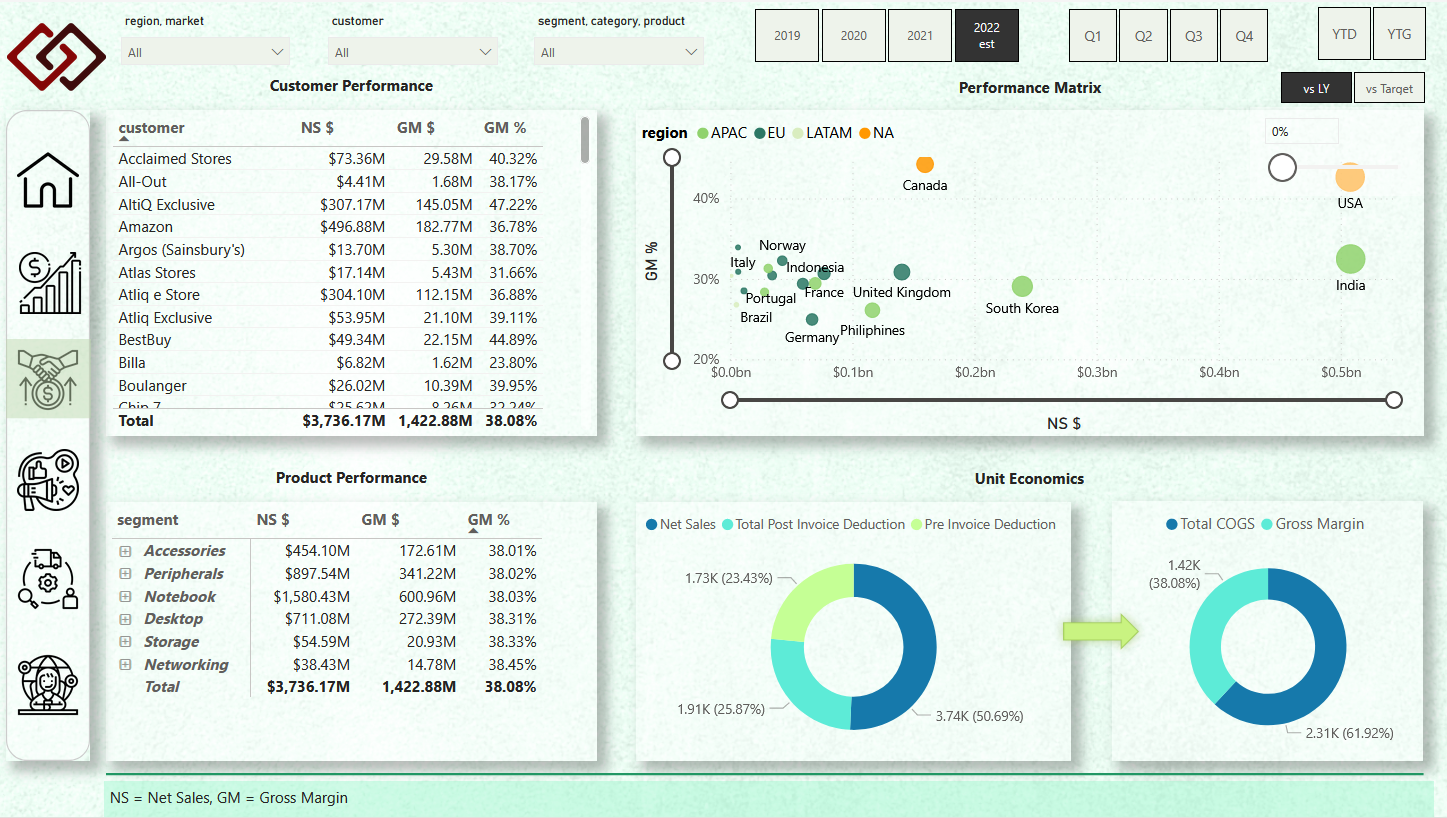 region, market
customer
segment, category, product
All
All
All
2019
2020
2021
2022
est
Q1
Q2
Q3
Q4
YTD
YTG
Customer Performance
Performance Matrix
vs LY
vs Target
customer NS $ GM $ GM %
Acclaimed Stores $73.36M 29.58M 40.32%
All-Out $4.41M 1.68M 38.17%
AltiQ Exclusive $307.17M 145.05M 47.22%
Amazon $496.88M 182.77M 36.78%
Argos (Sainsbury's) $13.70M 5.30M 38.70%
Atlas Stores $17.14M 5.43M 31.66%
Atliq e Store $304.10M 112.15M 36.88%
Atliq Exclusive $53.95M 21.10M 39.11%
BestBuy $49.34M 22.15M 44.89%
Billa $6.82M 1.62M 23.80%
Boulanger $26.02M 10.39M 39.95%
Chip 7 $25.62M 8.26M 32.24%
Total $3,736.17M 1,422.88M 38.08%
region APAC EU LATAM NA
0%
GM %
40%
30%
20%
Canada
USA
Norway
Italy
Indonesia
India
Portugal
France
United Kingdom
South Korea
Brazil
Germany
Philiphines
$0.0bn $0.1bn $0.2bn $0.3bn $0.4bn $0.5bn
NS $
Product Performance
Unit Economics
segment NS $ GM $ GM %
Accessories $454.10M 172.61M 38.01%
Peripherals $897.54M 341.22M 38.02%
Notebook $1,580.43M 600.96M 38.03%
Desktop $711.08M 272.39M 38.31%
Storage $54.59M 20.93M 38.33%
Networking $38.43M 14.78M 38.45%
Total $3,736.17M 1,422.88M 38.08%
Net Sales Total Post Invoice Deduction Pre Invoice Deduction
1.73K (23.43%)
1.91K (25.87%)
3.74K (50.69%)
Total COGS Gross Margin
1.42K
(38.08%)
2.31K (61.92%)
NS = Net Sales, GM = Gross Margin